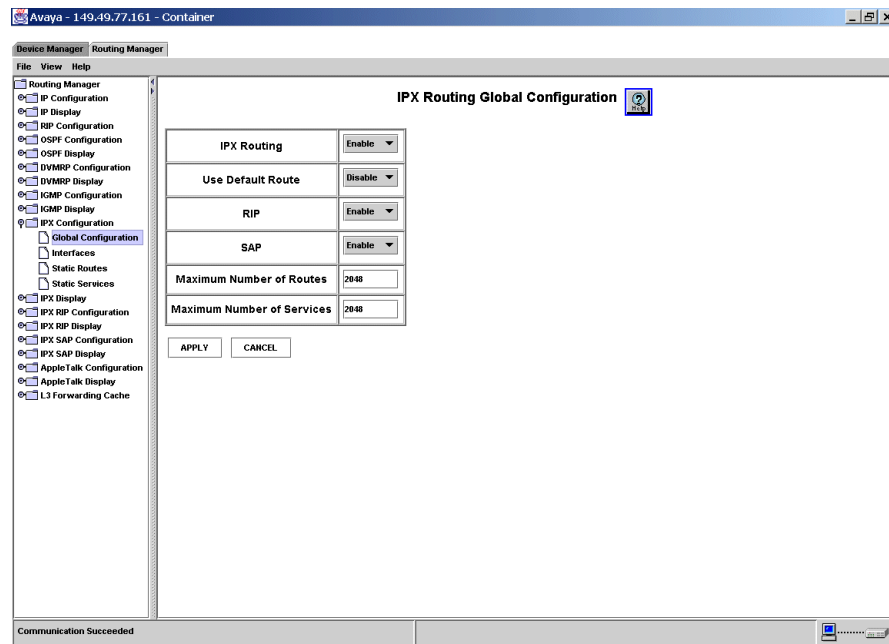 Avaya - 149.49.77.161 - Container
Device Manager Routing Manager
File View Help
Routing Manager
IP Configuration
IP Display
RIP Configuration
OSPF Configuration
OSPF Display
DVMRP Configuration
DVMRP Display
IGMP Configuration
IGMP Display
IPX Configuration
Global Configuration
Interfaces
Static Routes
Static Services
IPX Display
IPX RIP Configuration
IPX RIP Display
IPX SAP Configuration
IPX SAP Display
AppleTalk Configuration
AppleTalk Display
L3 Forwarding Cache
IPX Routing Global Configuration
Help
IPX Routing Enable
Use Default Route Disable
RIP Enable
SAP Enable
Maximum Number of Routes 2048
Maximum Number of Services 2048
APPLY CANCEL
Communication Succeeded